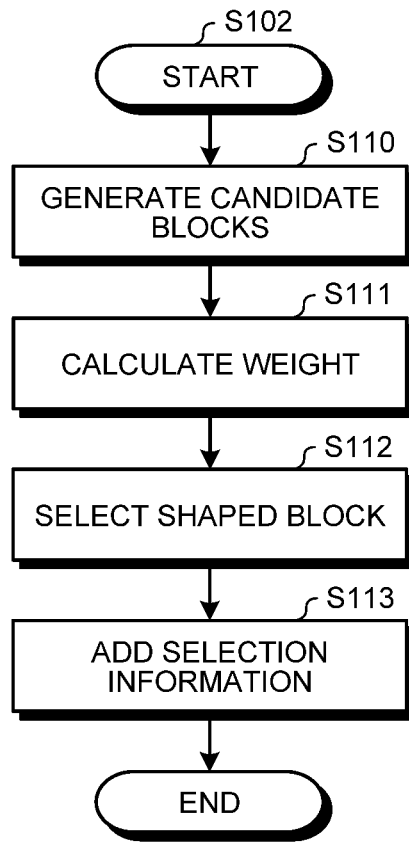 S102
START
S110
GENERATE CANDIDATE
BLOCKS
S111
CALCULATE WEIGHT
S112
SELECT SHAPED BLOCK
S113
ADD SELECTION
INFORMATION
END